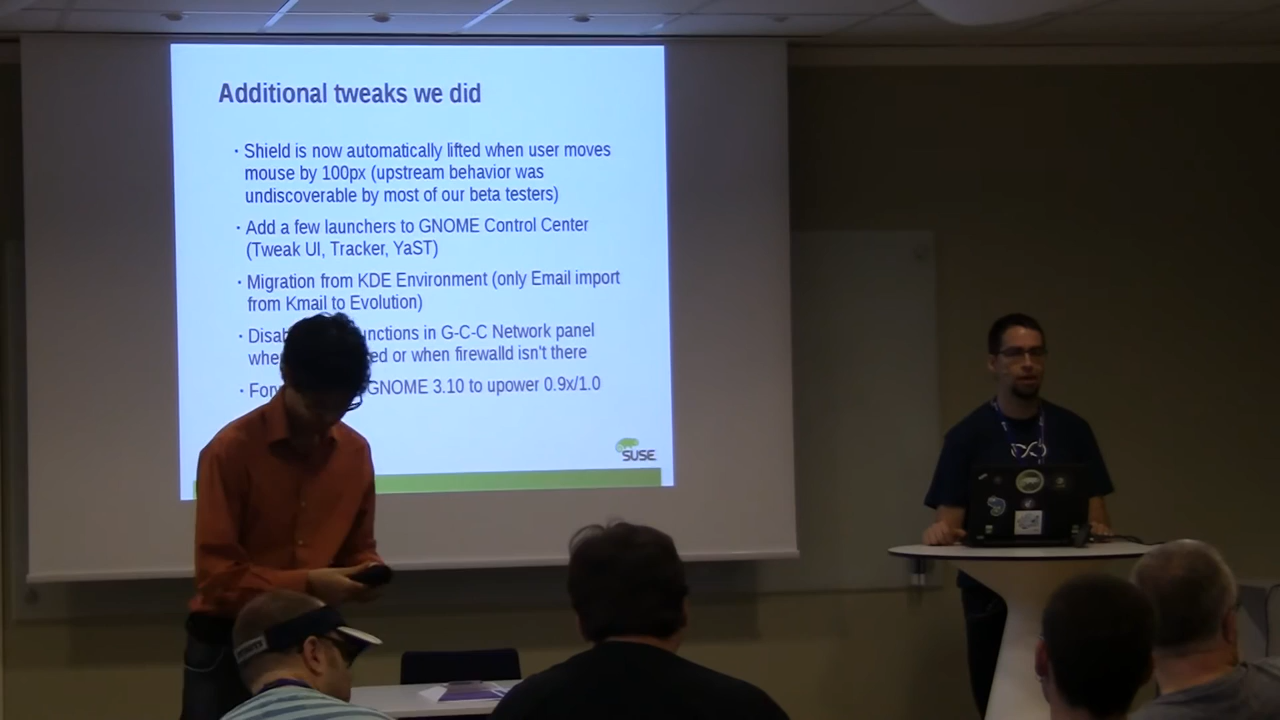 Additional tweaks we did
· Shield is now automatically lifted when user moves
mouse by 100px (upstream behavior was
undiscoverable by most of our beta testers)
· Add a few launchers to GNOME Control Center
(Tweak UI, Tracker, YaST)
· Migration from KDE Environment (only Email import
from Kmail to Evolution)
· in G-C-C Network panel
or when firewalld isn't there
· GNOME 3.10 to upower 0.9x/1.0
SUSE